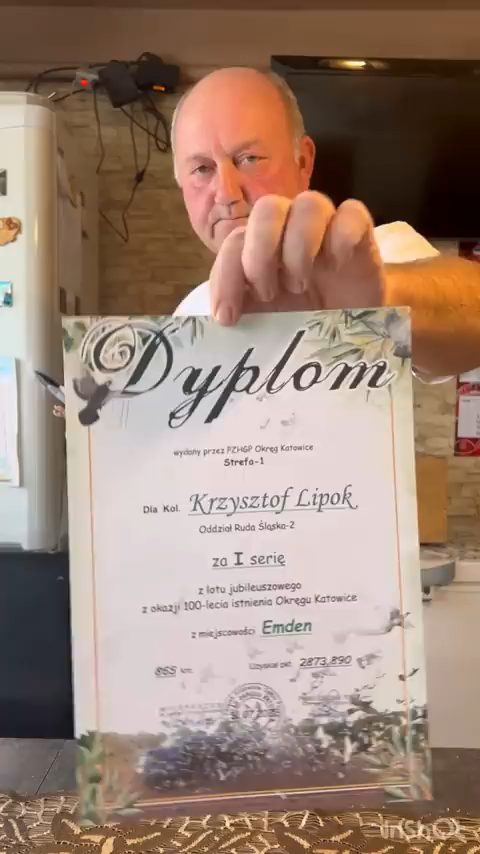 Dyplom
wydany przez PZHGP Okręg Katowice
Strefa-1
Dla Kol. Krzysztof Lipok
Oddział Ruda Śląska-2
za I serię
z lotu jubileuszowego
z okazji 100-lecia istnienia Okręgu Katowice
z miejscowości Emden
865 km. Uzyskał pkt. 2873,890
InShOt